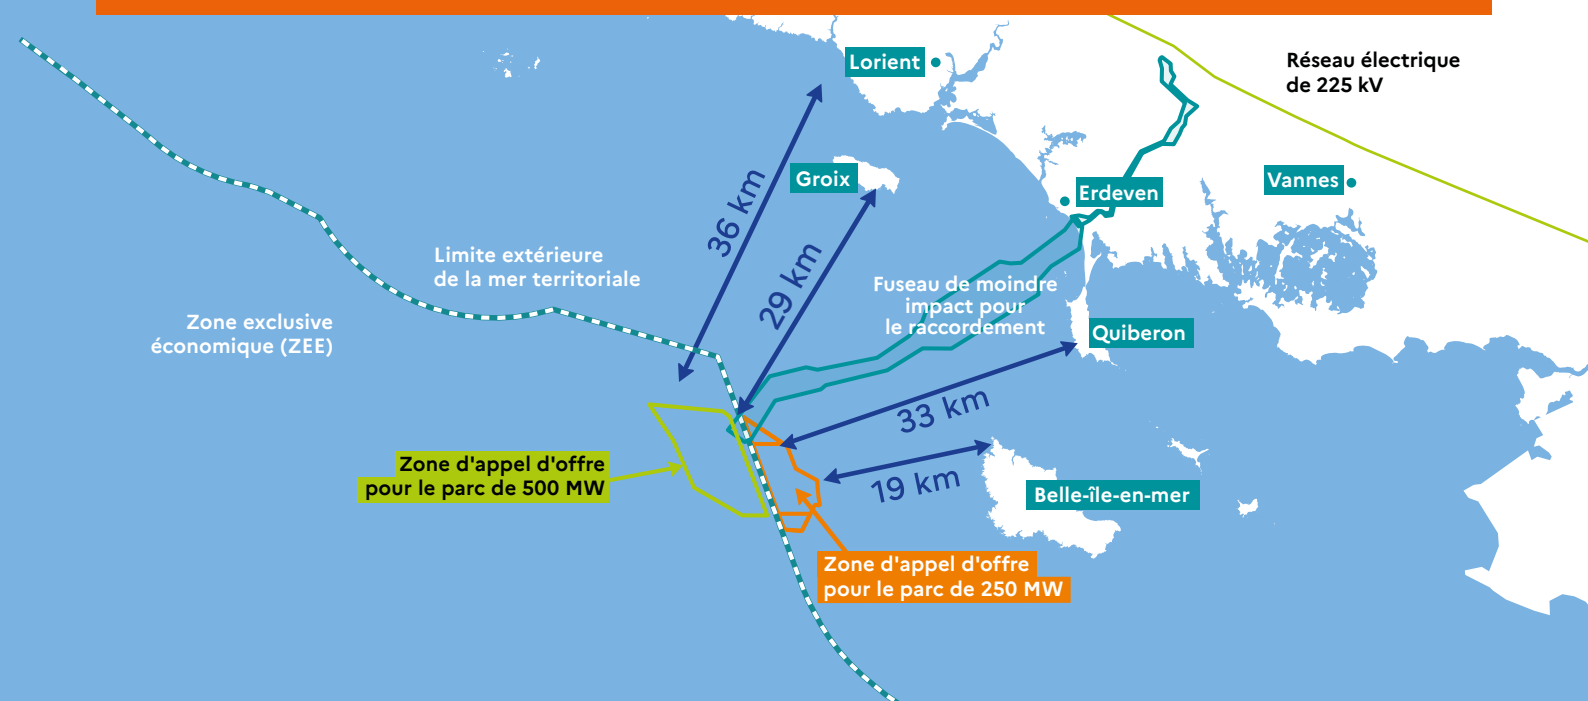 Lorient
Réseau électrique
de 225 kV
Groix
Erdeven
Vannes
36 km
29 km
Limite extérieure
de la mer territoriale
Zone exclusive
économique (ZEE)
Fuseau de moindre
impact pour
le raccordement
Quiberon
33 km
19 km
Zone d'appel d'offre
pour le parc de 500 MW
Belle-île-en-mer
Zone d'appel d'offre
pour le parc de 250 MW